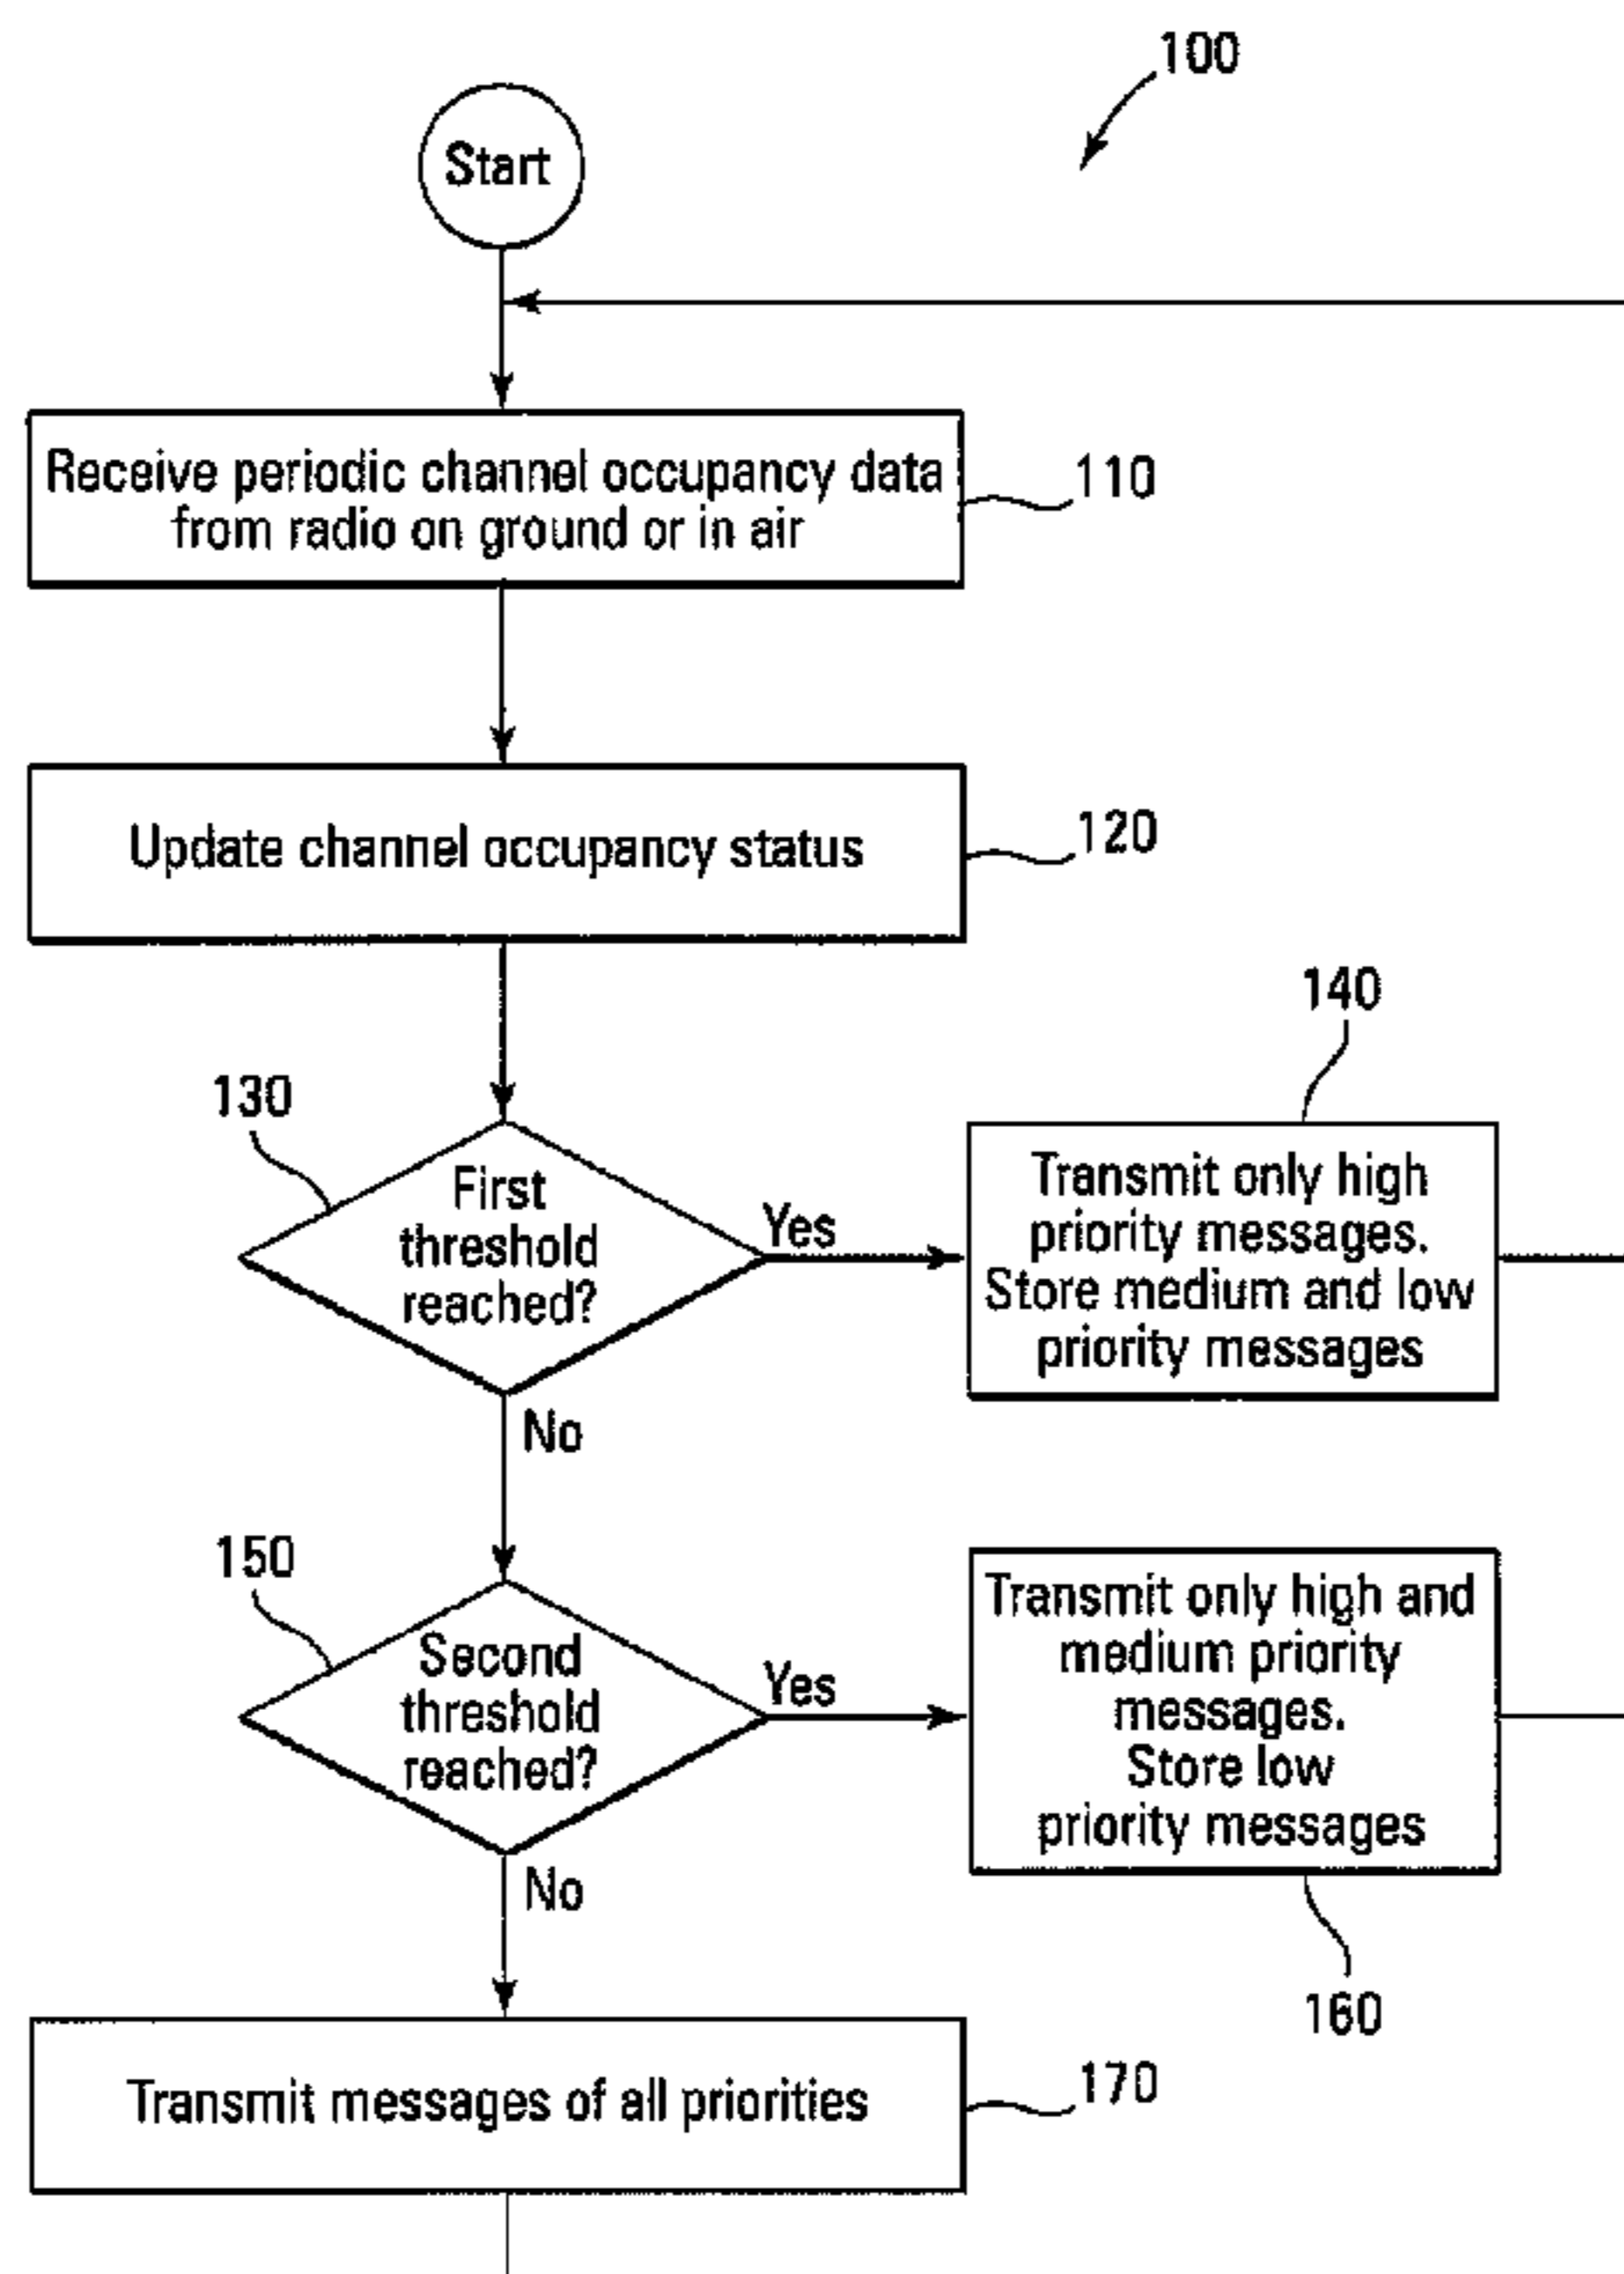 100
Start
Receive periodic channel occupancy data
from radio on ground or in air
110
Update channel occupancy status
120
130
First
threshold
reached?
Yes
No
140
Transmit only high
priority messages.
Store medium and low
priority messages
150
Second
threshold
reached?
Yes
No
Transmit only high and
medium priority
messages.
Store low
priority messages
160
Transmit messages of all priorities
170